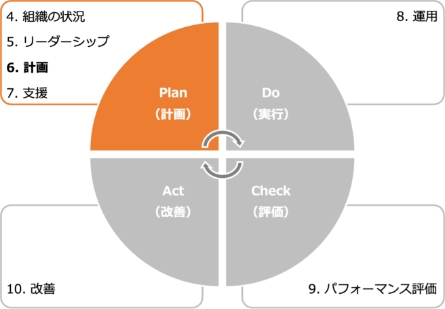 4. 組織の状況
5. リーダーシップ
6. 計画
7. 支援
8. 運用
Plan
（計画）
Do
（実行）
Act
（改善）
Check
（評価）
10. 改善
9. パフォーマンス評価